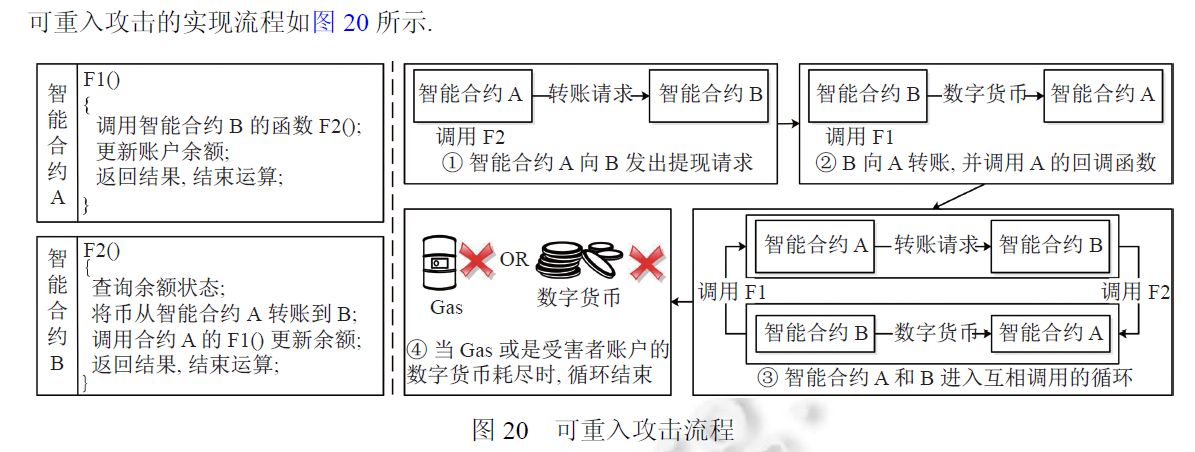 可重入攻击的实现流程如图 20 所示.
智能合约 A
F1()
{
调用智能合约 B 的函数 F2();
更新账户余额;
返回结果, 结束运算;
}
智能合约 B
F2()
{
查询余额状态;
将币从智能合约 A 转账到 B;
调用合约 A 的 F1() 更新余额;
返回结果, 结束运算;
}
智能合约 A 转账请求 智能合约 B
调用 F2
① 智能合约 A 向 B 发出提现请求
智能合约 B 数字货币 智能合约 A
调用 F1
② B 向 A 转账, 并调用 A 的回调函数
智能合约 A 转账请求 智能合约 B
调用 F1 调用 F2
智能合约 B 数字货币 智能合约 A
③ 智能合约 A 和 B 进入互相调用的循环
OR
Gas 数字货币
④ 当 Gas 或是受害者账户的
数字货币耗尽时, 循环结束
图 20 可重入攻击流程